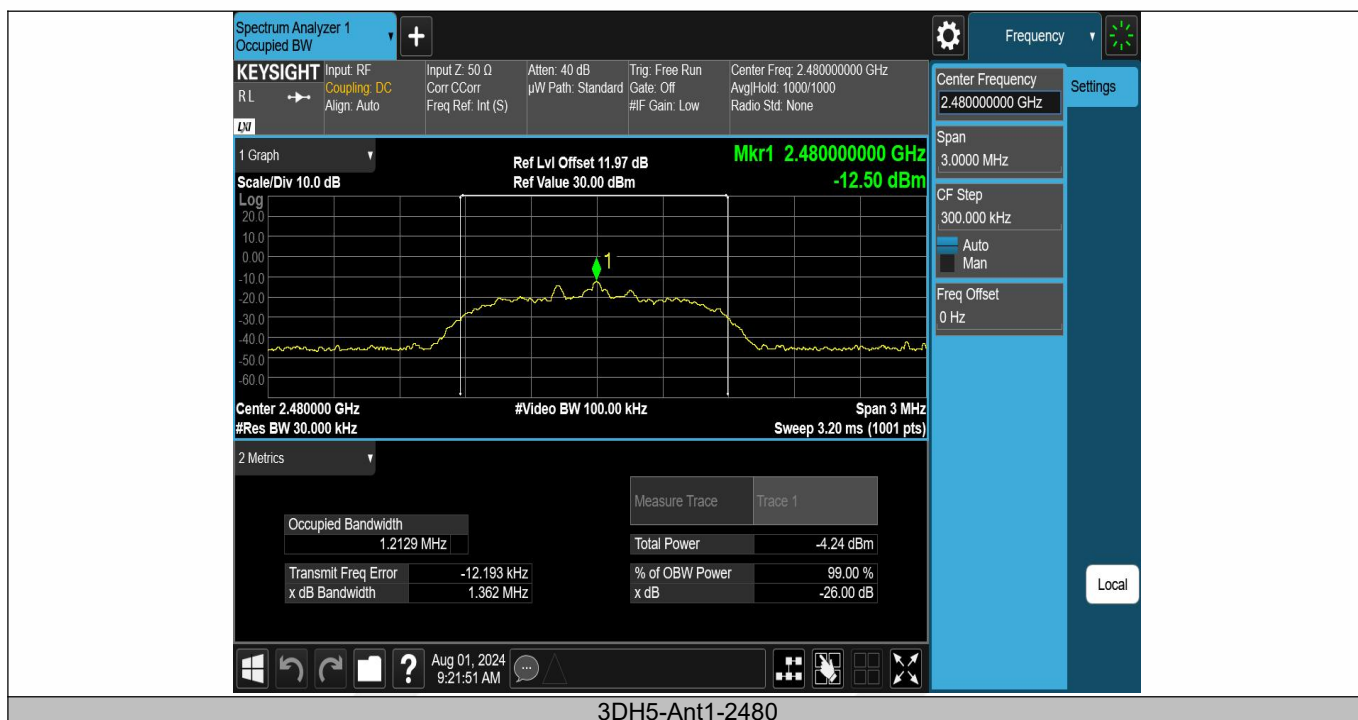 Spectrum Analyzer 1
Occupied BW
Frequency
KEYSIGHT
R L
LXI
Input: RF
Coupling: DC
Align: Auto
Input Z: 50 Ω
Corr CCorr
Freq Ref: Int (S)
Atten: 40 dB
µW Path: Standard
Trig: Free Run
Gate: Off
#IF Gain: Low
Center Freq: 2.480000000 GHz
Avg|Hold: 1000/1000
Radio Std: None
Center Frequency
2.480000000 GHz
Settings
Span
3.0000 MHz
CF Step
300.000 kHz
Auto
Man
Freq Offset
0 Hz
Local
1 Graph
Ref Lvl Offset 11.97 dB
Mkr1 2.480000000 GHz
Scale/Div 10.0 dB
Ref Value 30.00 dBm
-12.50 dBm
Log
20.0
10.0
0.00
-10.0
-20.0
-30.0
-40.0
-50.0
-60.0
1
Center 2.480000 GHz
#Video BW 100.00 kHz
Span 3 MHz
#Res BW 30.000 kHz
Sweep 3.20 ms (1001 pts)
2 Metrics
Measure Trace Trace 1
Occupied Bandwidth
1.2129 MHz
Total Power -4.24 dBm
Transmit Freq Error -12.193 kHz
% of OBW Power 99.00 %
x dB Bandwidth 1.362 MHz
x dB -26.00 dB
?
Aug 01, 2024
9:21:51 AM
3DH5-Ant1-2480